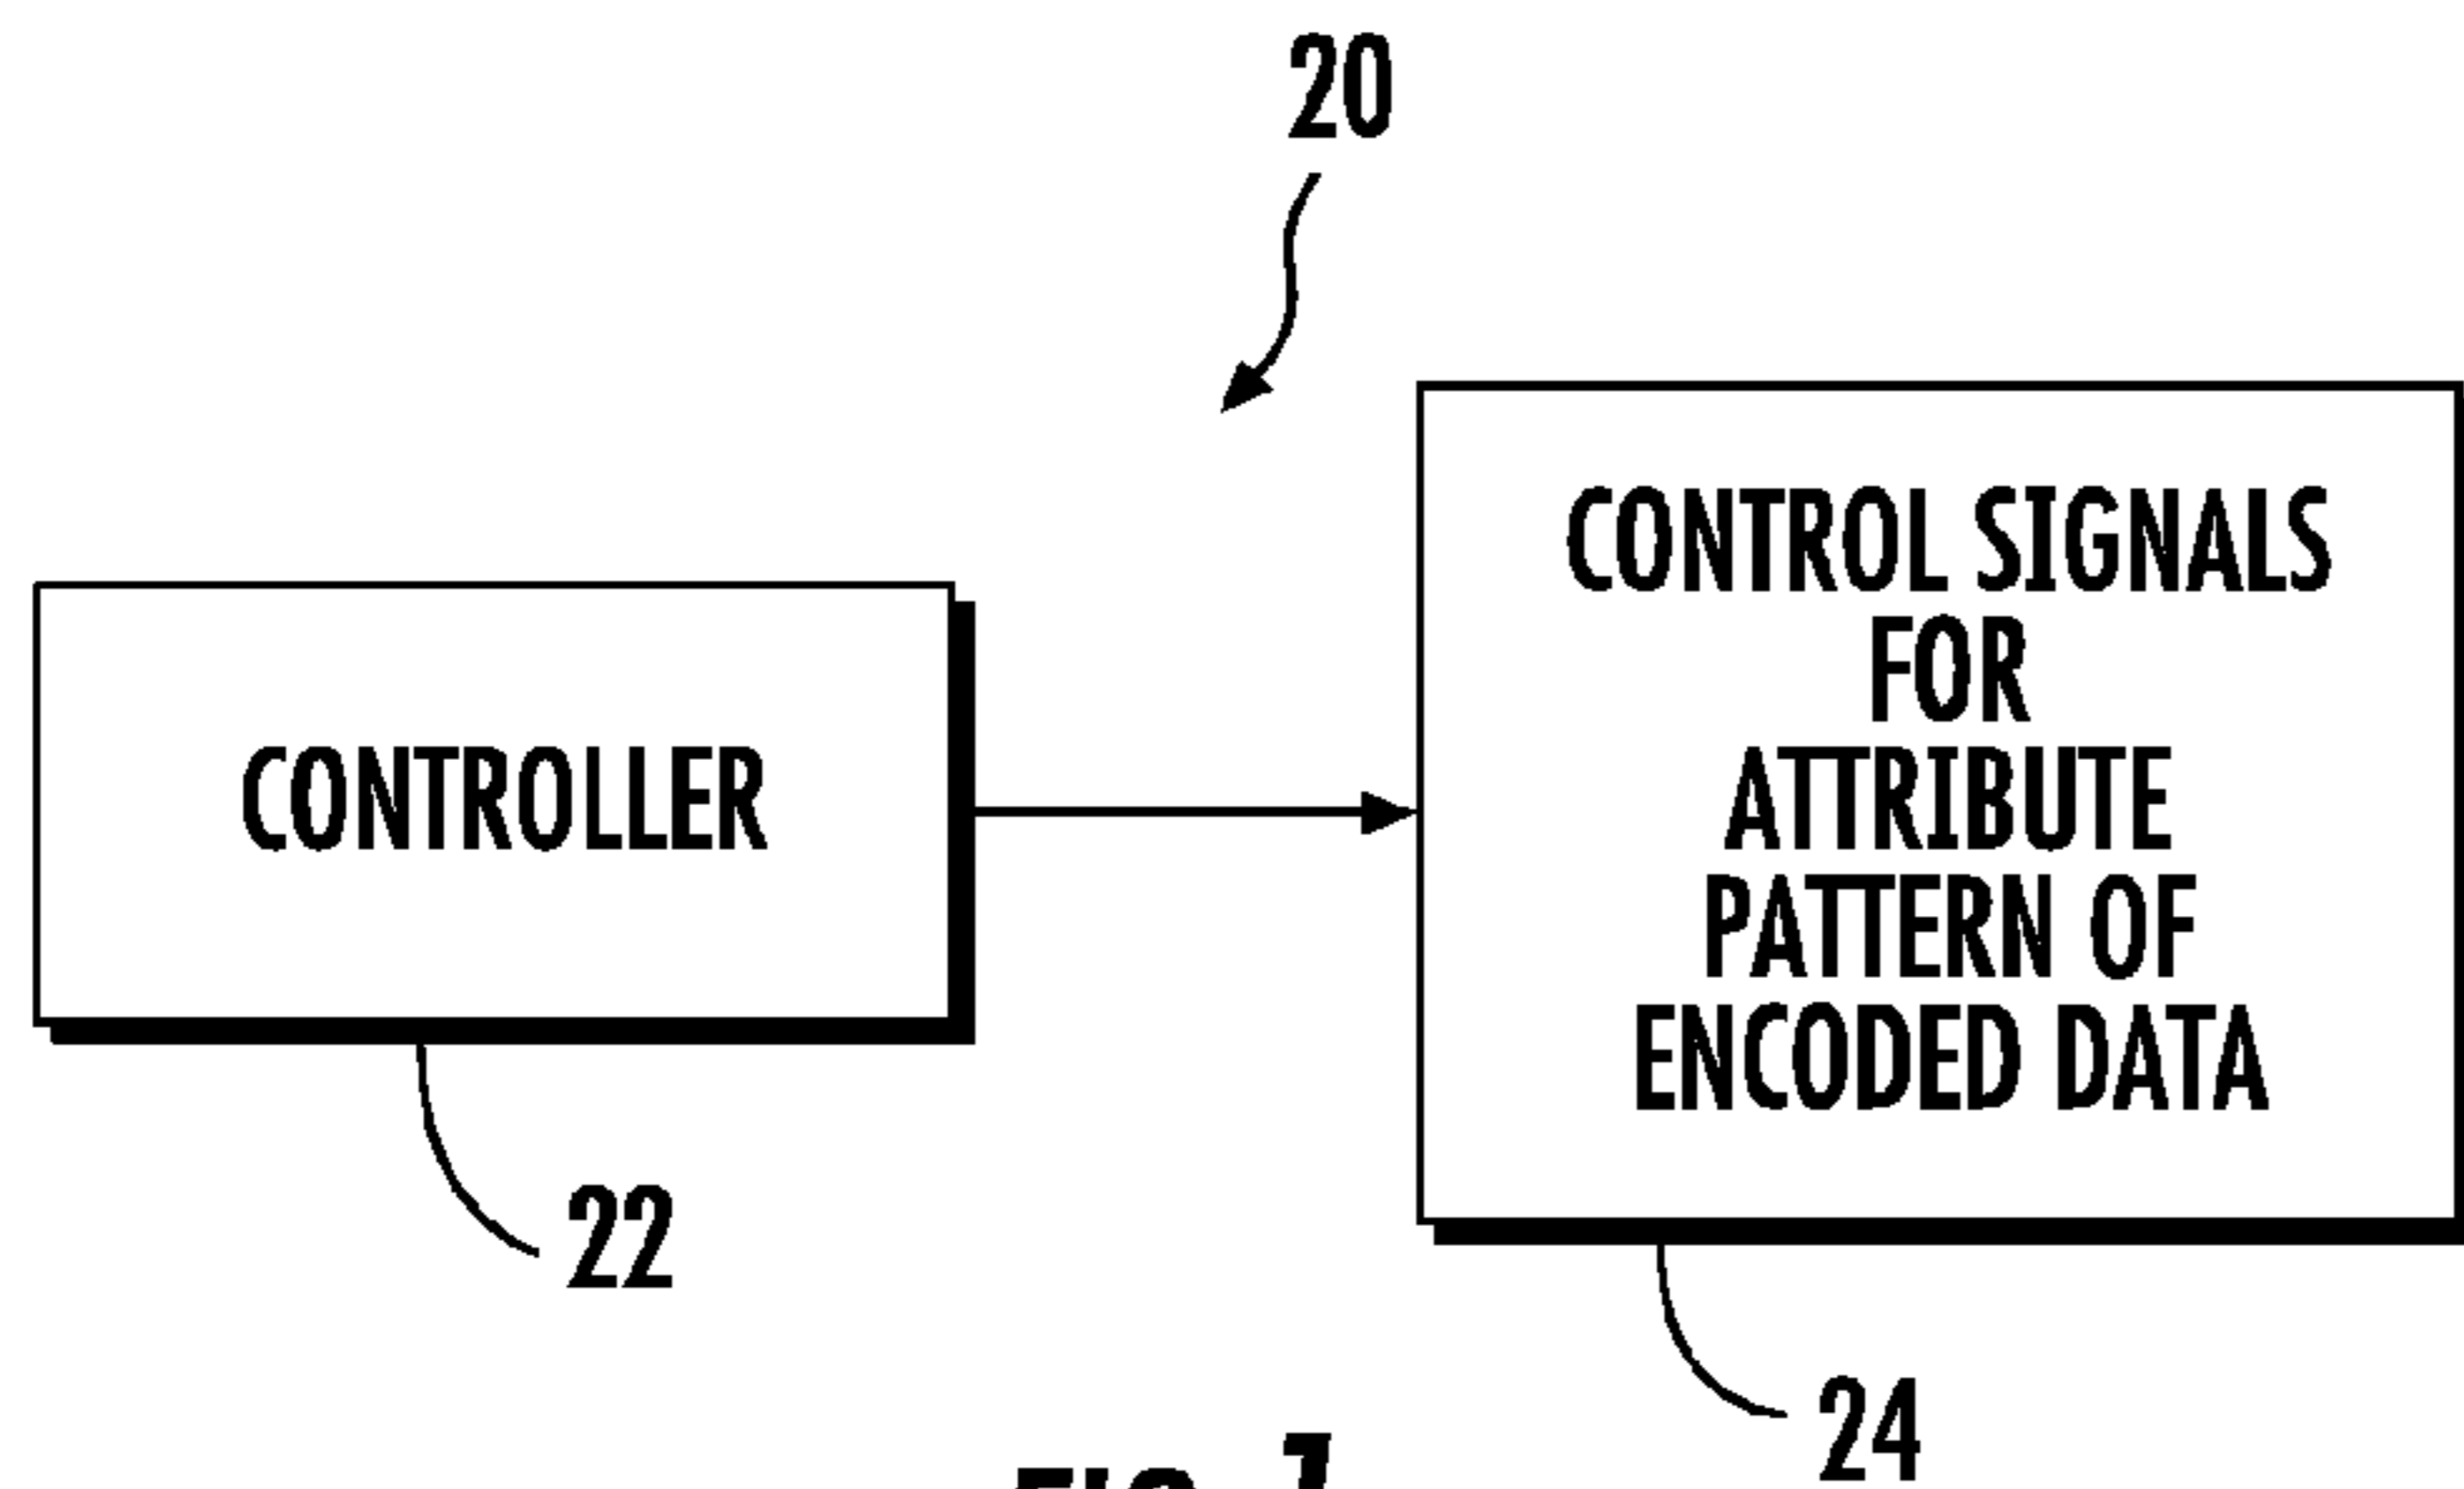 20
CONTROLLER
CONTROL SIGNALS
FOR
ATTRIBUTE
PATTERN OF
ENCODED DATA
22
24